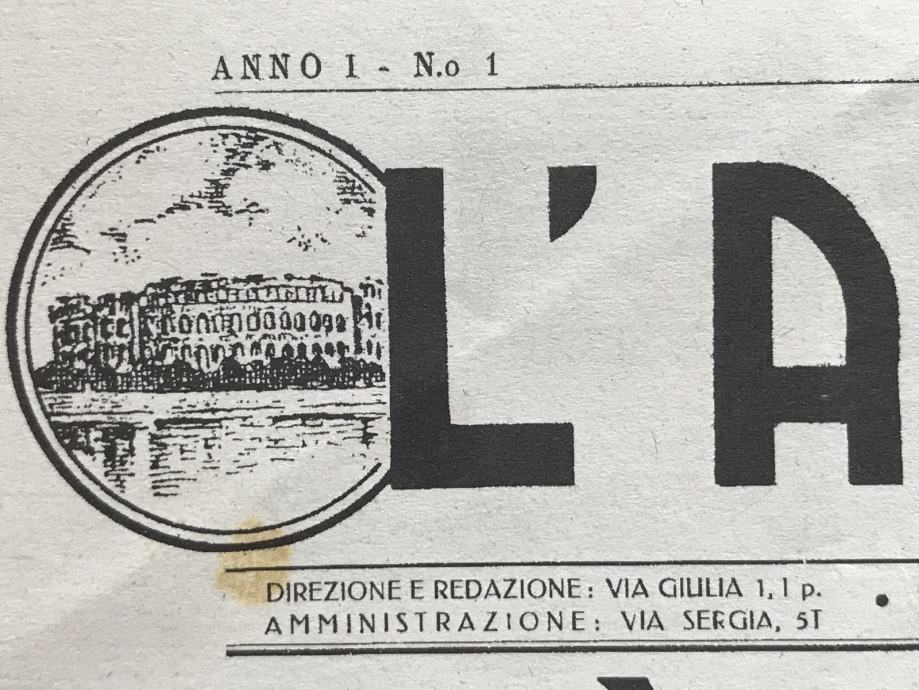 ANNO I - N.o 1
L'A
DIREZIONE E REDAZIONE: VIA GIULIA 1, I p. •
AMMINISTRAZIONE: VIA SERGIA, 5T